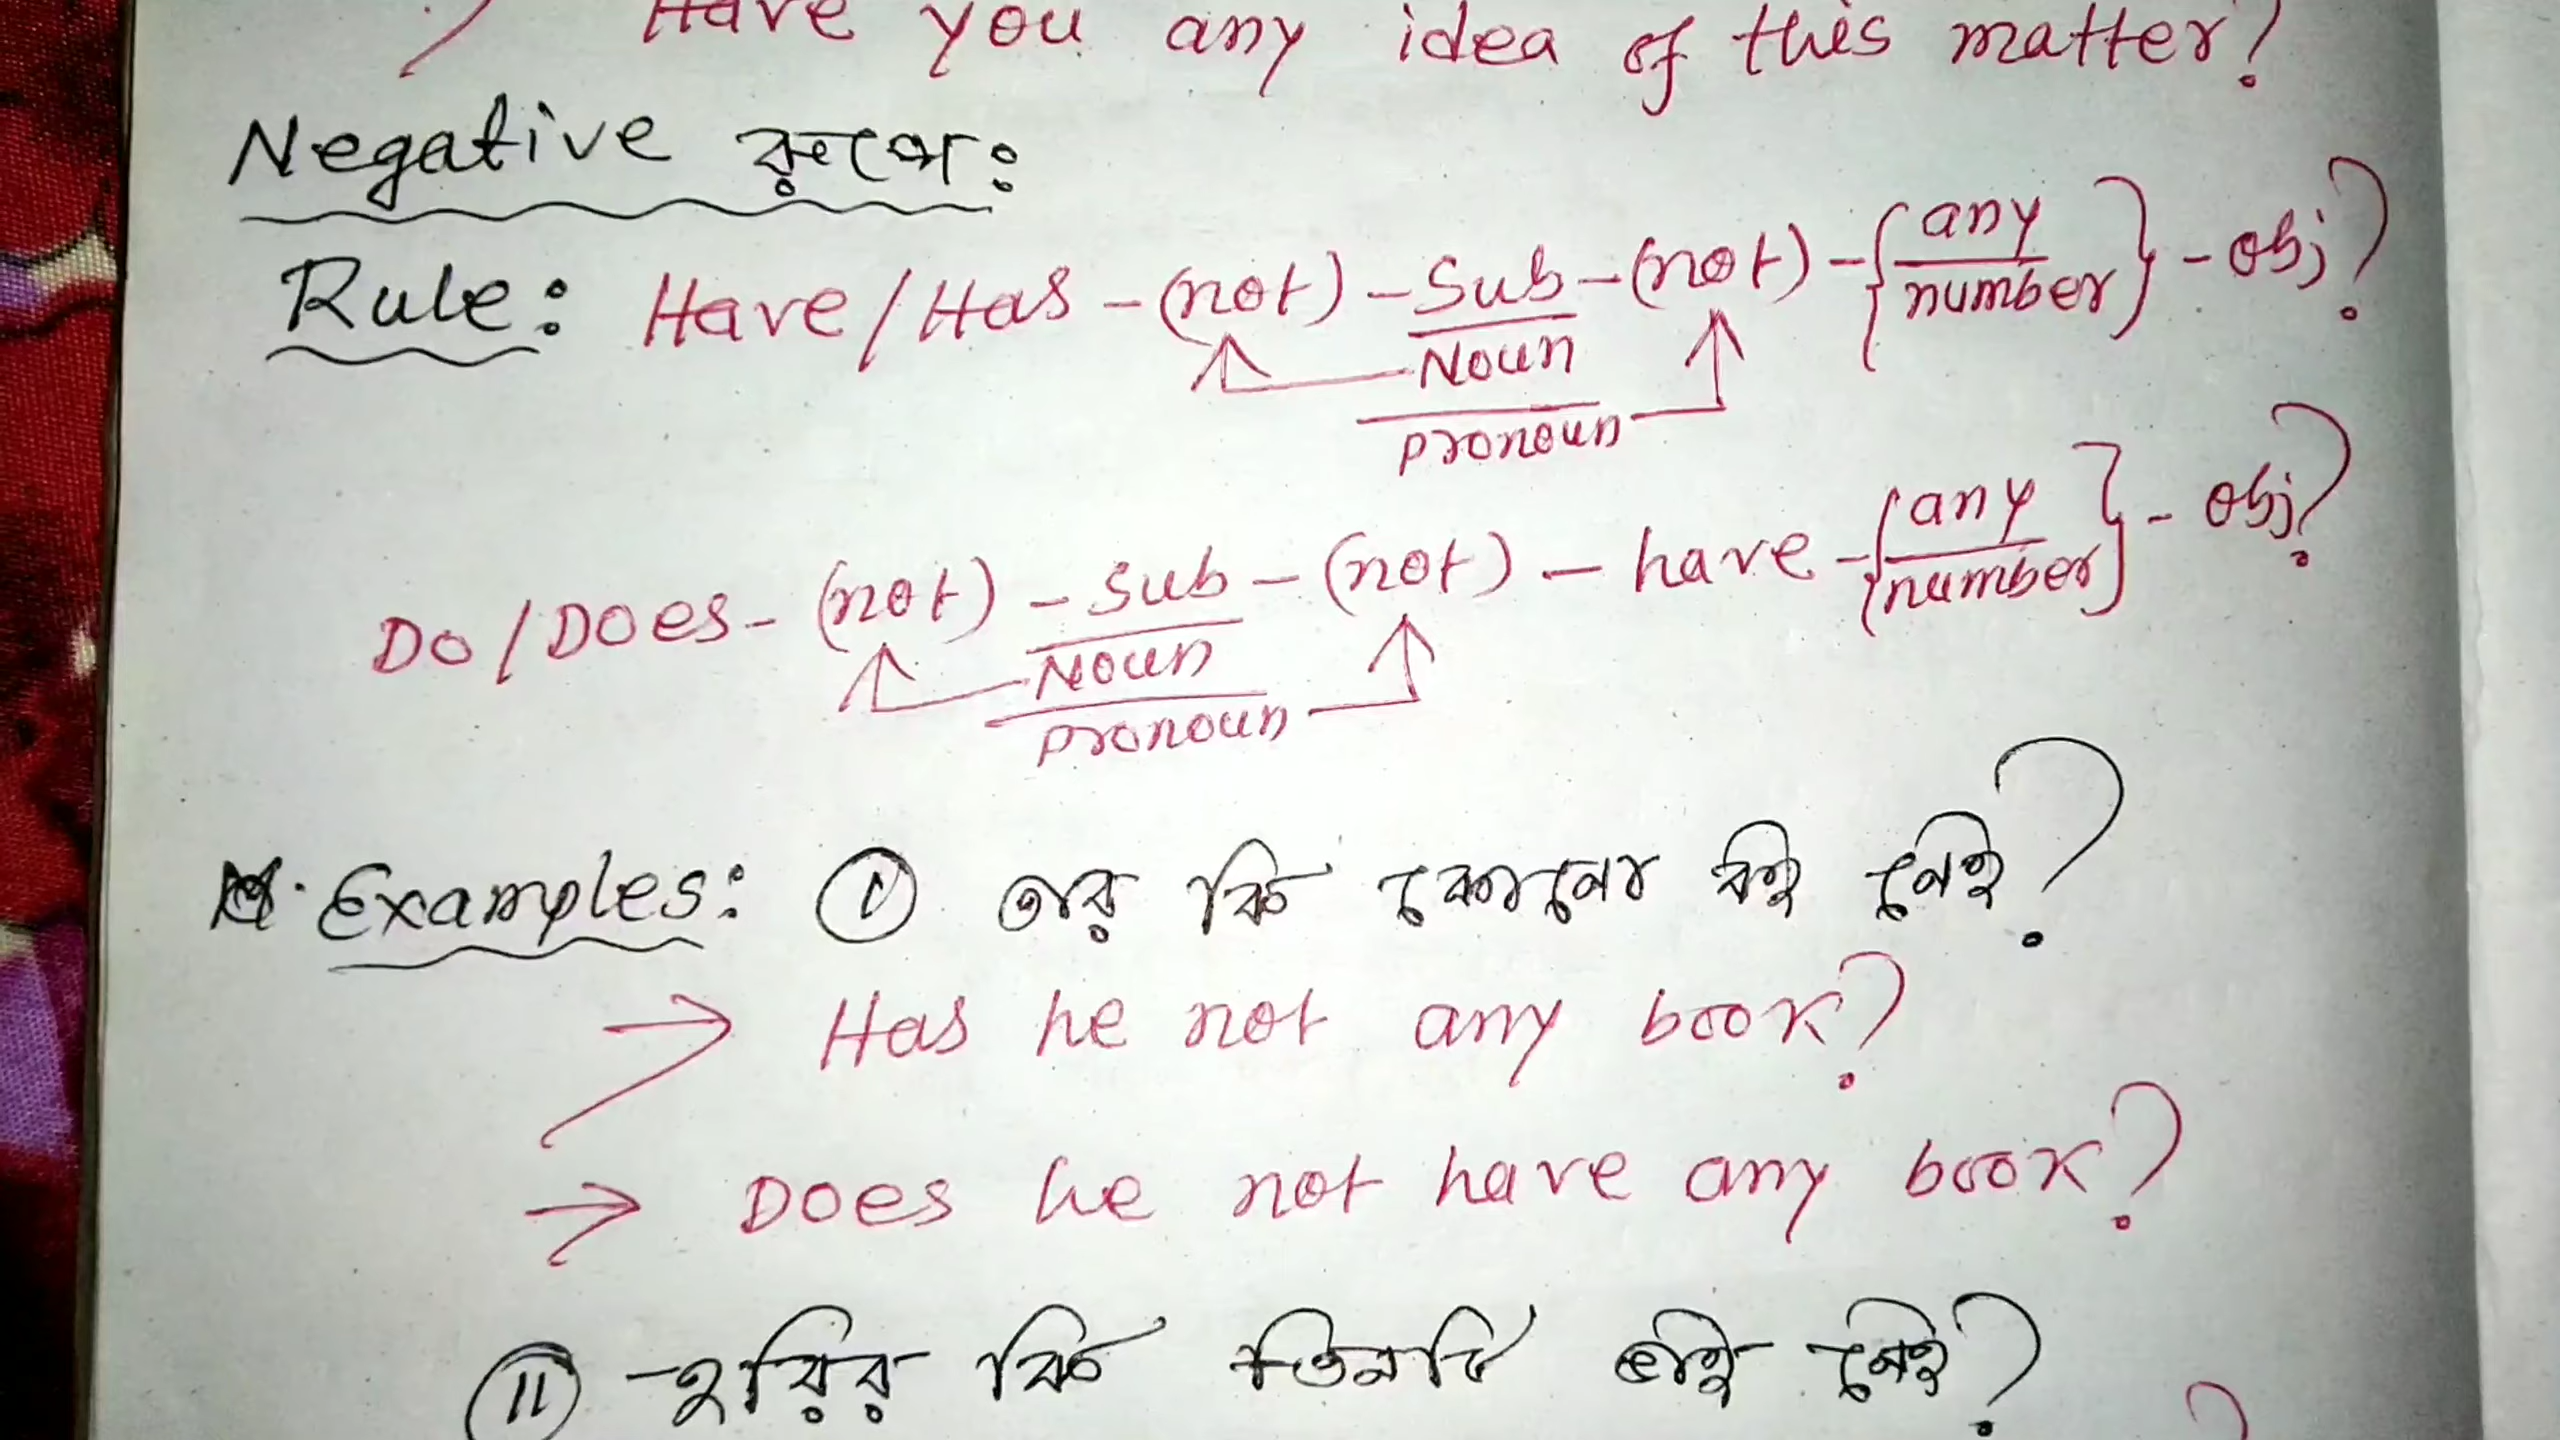 Have you any idea of this matter?
Negative রূপে:
Rule: Have/Has - (not) - Sub - (not) - {any - obj?
Noun number}
pronoun
Do/Does - (not) - Sub - (not) - have - {any - obj?
Noun number}
pronoun
Examples: (i) তার কি কোনো বই নেই?
→ Has he not any book?
→ Does he not have any book?
(ii) হরির কি তিনটি ভাই নেই?